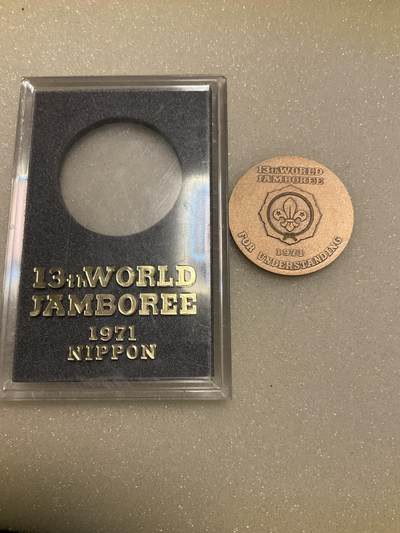 13th WORLD
JAMBOREE
1971
NIPPON
13th WORLD
JAMBOREE
1971
FOR UNDERSTANDING